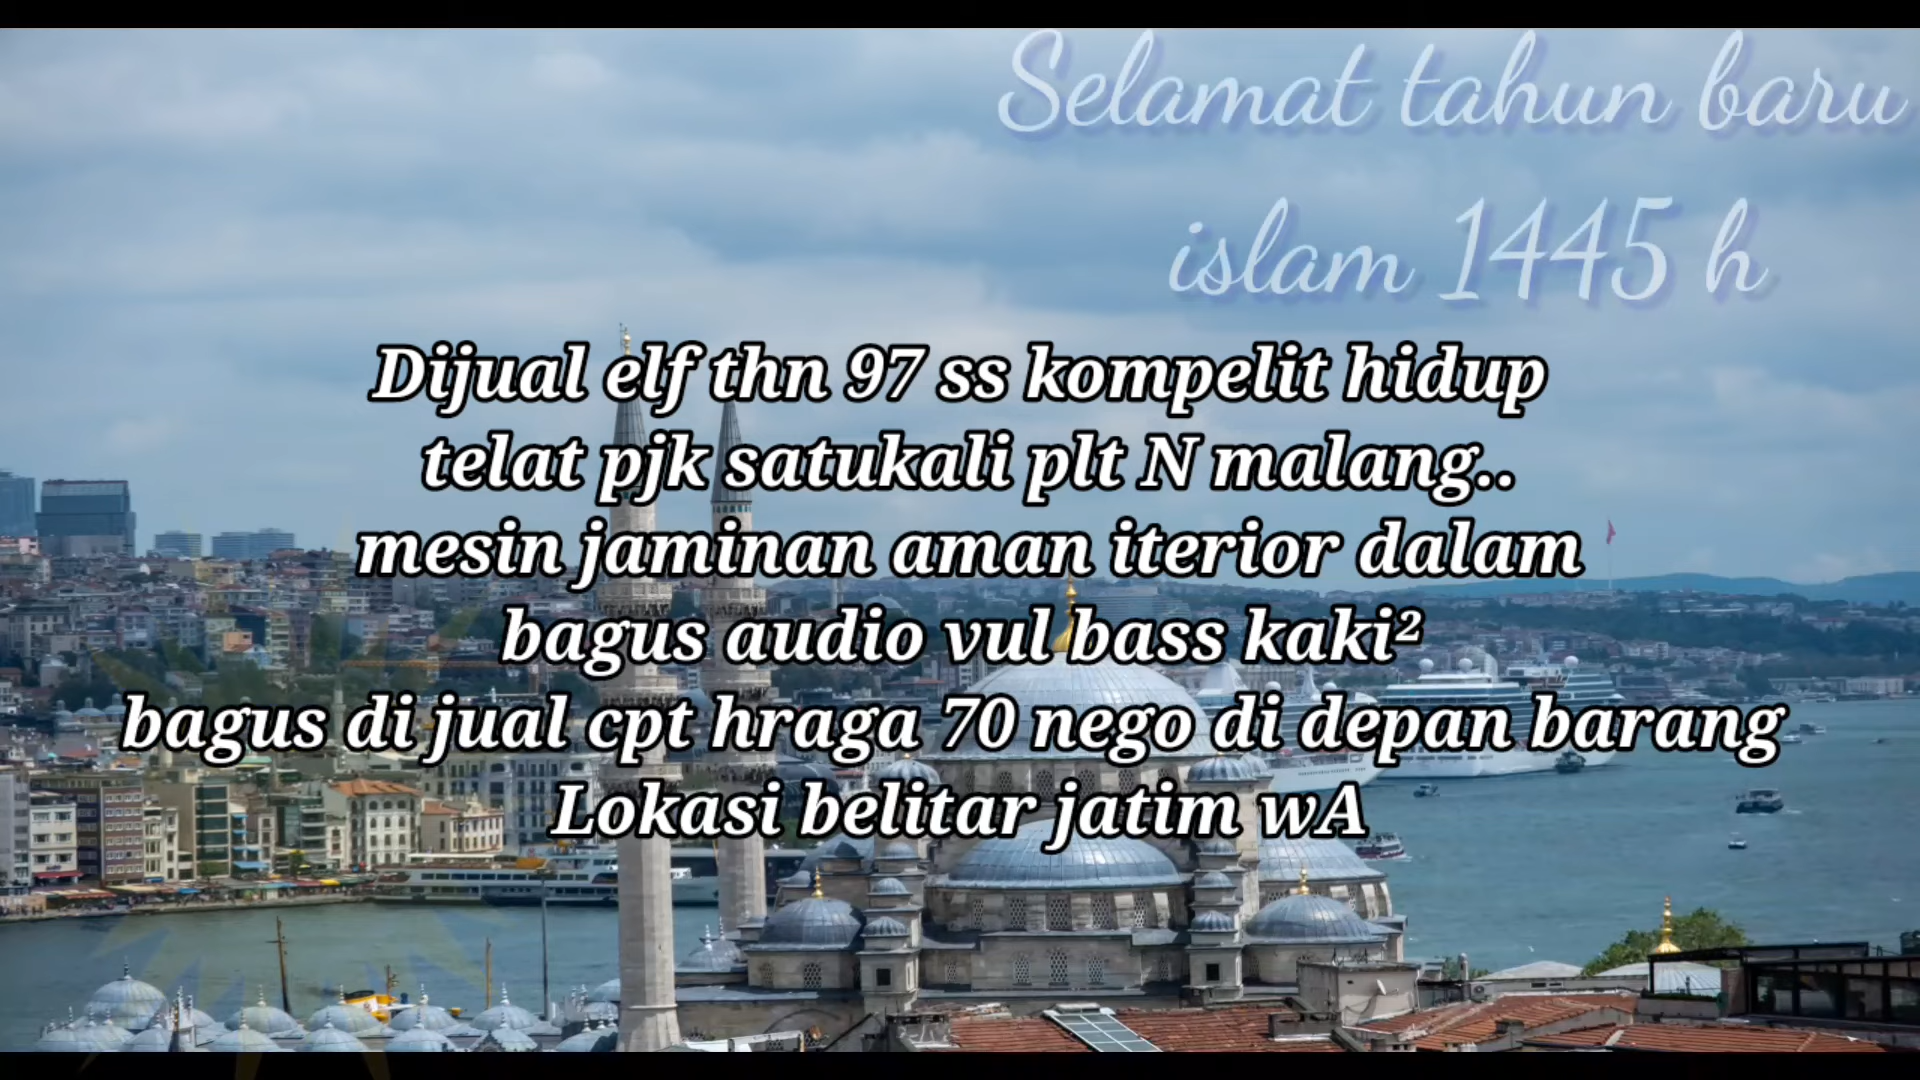 Selamat tahun baru
islam 1445 h
Dijual elf thn 97 ss kompelit hidup
telat pjk satukali plt N malang..
mesin jaminan aman iterior dalam
bagus audio vul bass kaki²
bagus di jual cpt hraga 70 nego di depan barang
Lokasi belitar jatim wA